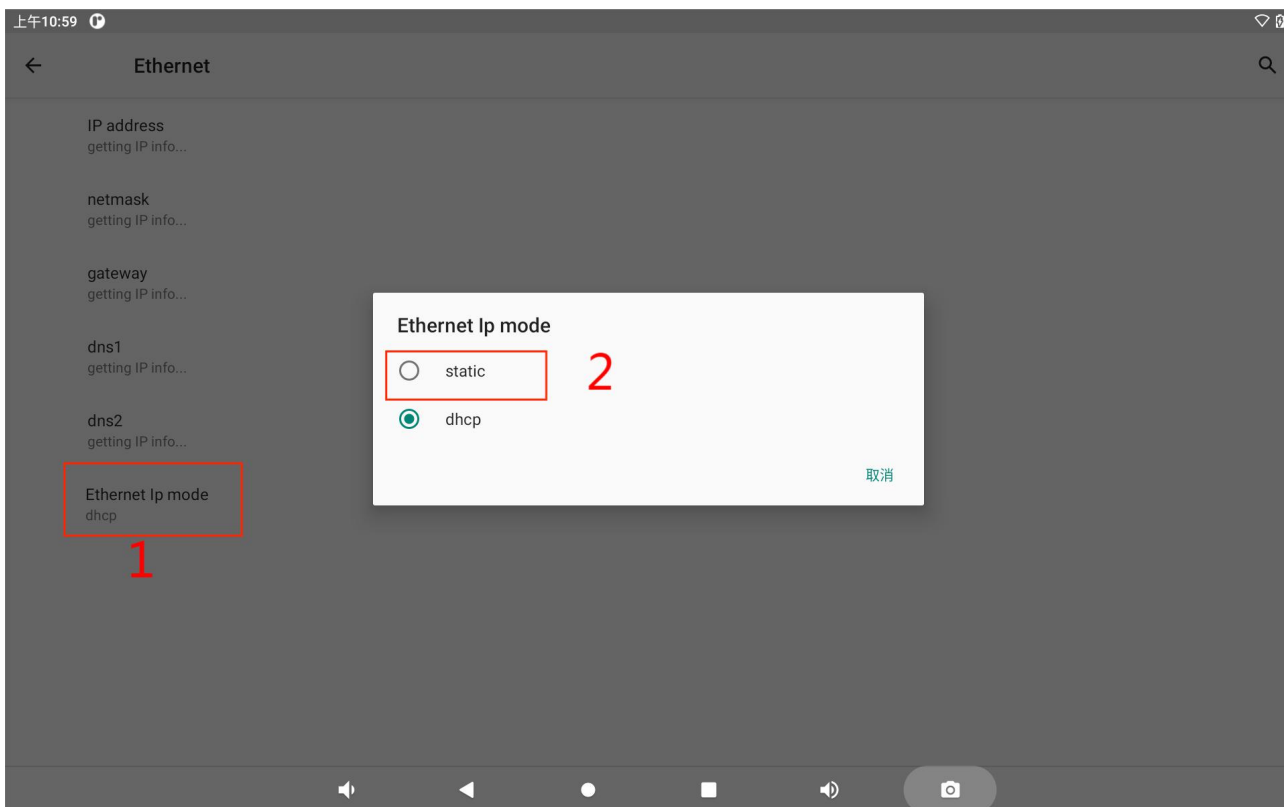 上午10:59
Ethernet
IP address
getting IP info...
netmask
getting IP info...
gateway
getting IP info...
dns1
getting IP info...
dns2
getting IP info...
Ethernet Ip mode
dhcp
1
Ethernet Ip mode
static
2
dhcp
取消